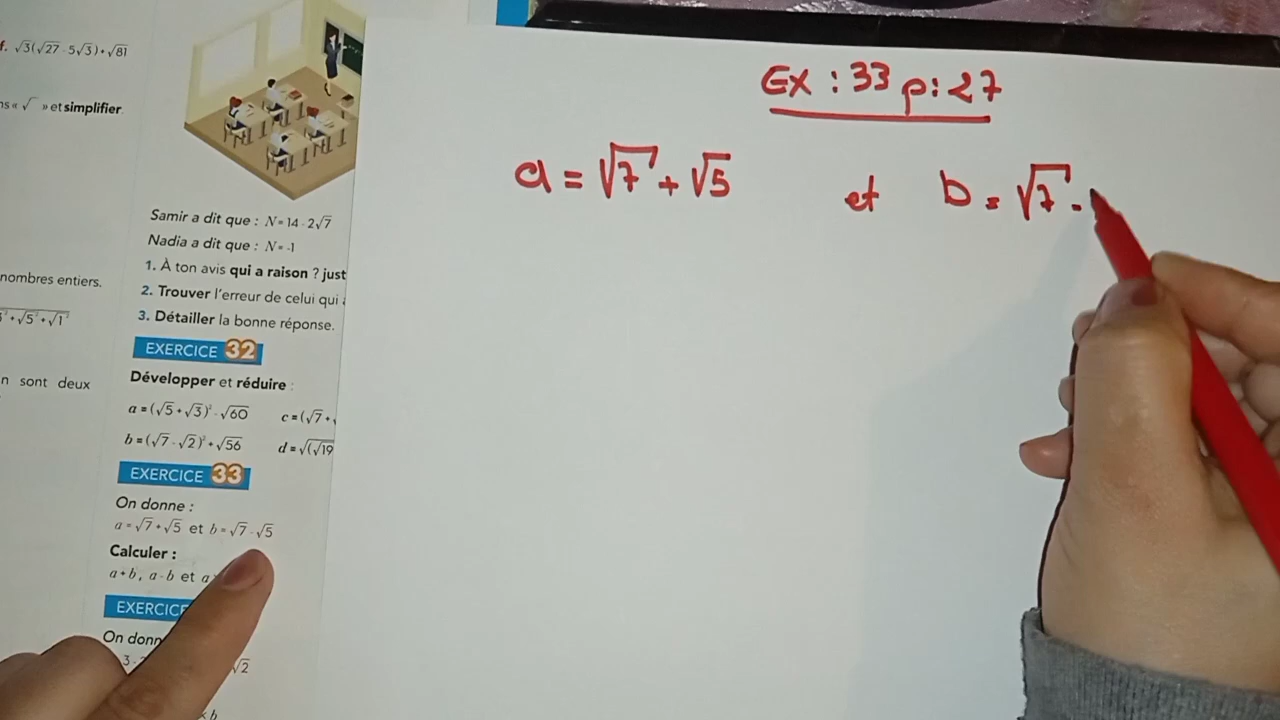 f. √3(√27 - 5√3) + √81
« √ » et simplifier
nombres entiers.
√5² + √1²
n sont deux
Samir a dit que : N = 14 - 2√7
Nadia a dit que : N = -1
1. À ton avis qui a raison ? just
2. Trouver l'erreur de celui qui
3. Détailler la bonne réponse.
EXERCICE 32
Développer et réduire :
a = (√5 + √3)² - √60 c = (√7 +
b = (√7 - √2)² + √56 d = √(√19
EXERCICE 33
On donne :
a = √7 + √5 et b = √7 - √5
Calculer :
a + b, a - b et a
EXERCICE
On donn
√2
b
Ex : 33 p : 27
a = √7 + √5 et b = √7 -